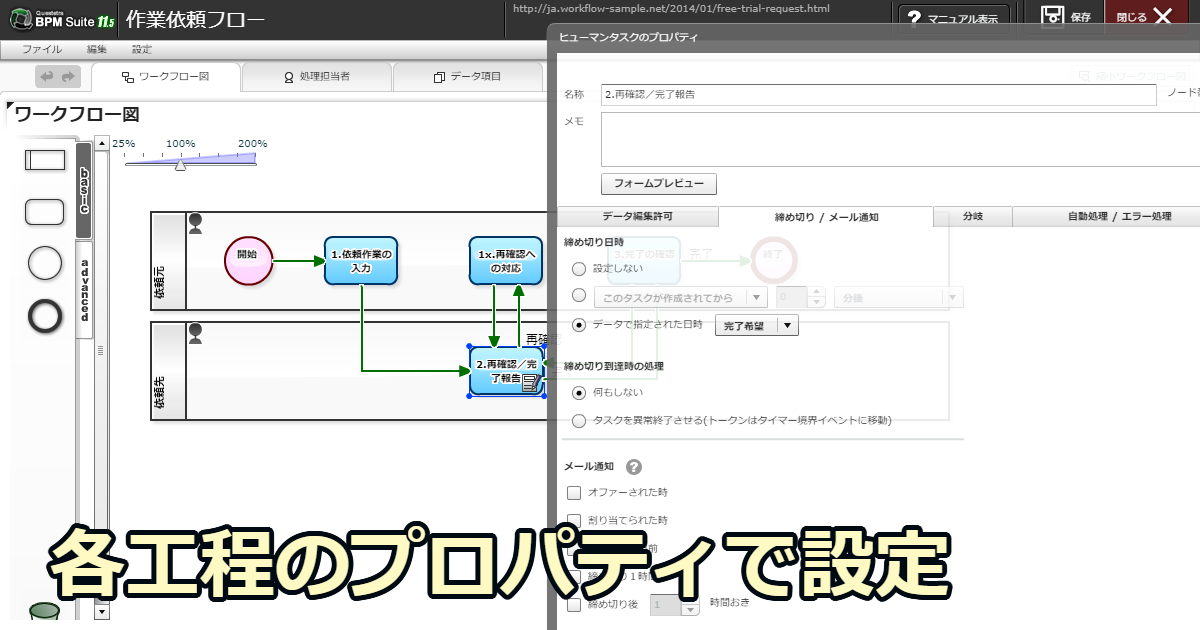 Questetra
BPM Suite 11.5
作業依頼フロー
http://ja.workflow-sample.net/2014/01/free-trial-request.html
マニュアル表示
保存
閉じる
ファイル
編集
設定
ワークフロー図
処理担当者
データ項目
ワークフロー図
25%
100%
200%
basic
advanced
依頼元
開始
1.依頼作業の
入力
1x.再確認へ
の対応
3.完了の確認
完了
終了
再確認
依頼先
2.再確認／完
了報告
ヒューマンタスクのプロパティ
縮小ワークフロー図
名称
2.再確認／完了報告
メモ
フォームプレビュー
データ編集許可
締め切り / メール通知
分岐
自動処理 / エラー処理
締め切り日時
設定しない
このタスクが作成されてから
0
分後
データで指定された日時
完了希望
締め切り到達時の処理
何もしない
タスクを異常終了させる(トークンはタイマー境界イベントに移動)
メール通知
?
オファーされた時
割り当てられた時
締め切り後
1
時間おき
各工程のプロパティで設定